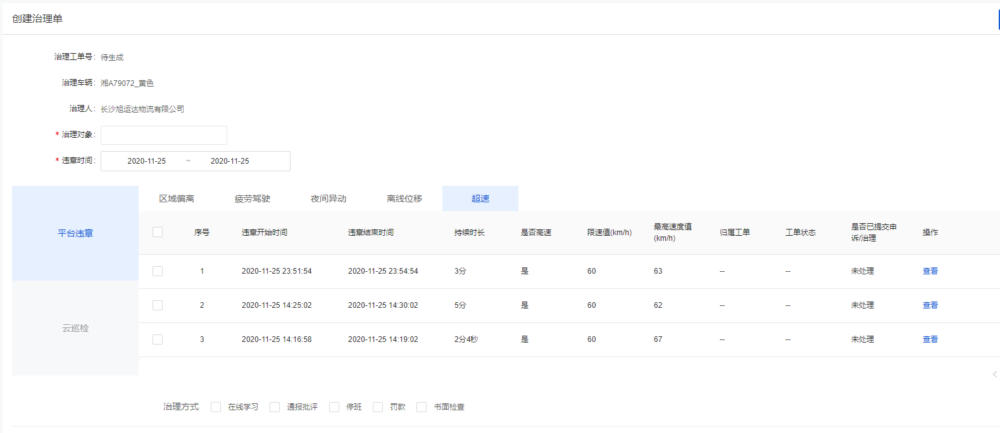 创建治理单
治理工单号: 待生成
治理车辆: 湘A79072_黄色
治理人: 长沙旭运达物流有限公司
* 治理对象:
* 违章时间: 2020-11-25 ~ 2020-11-25
区域偏离 疲劳驾驶 夜间异动 离线位移 超速
平台违章
云巡检
序号 违章开始时间 违章结束时间 持续时长 是否高速 限速值(km/h) 最高速度值(km/h) 归属工单 工单状态 是否已提交申诉/治理 操作
1 2020-11-25 23:51:54 2020-11-25 23:54:54 3分 是 60 63 -- -- 未处理 查看
2 2020-11-25 14:25:02 2020-11-25 14:30:02 5分 是 60 62 -- -- 未处理 查看
3 2020-11-25 14:16:58 2020-11-25 14:19:02 2分4秒 是 60 67 -- -- 未处理 查看
治理方式 在线学习 通报批评 停班 罚款 书面检查